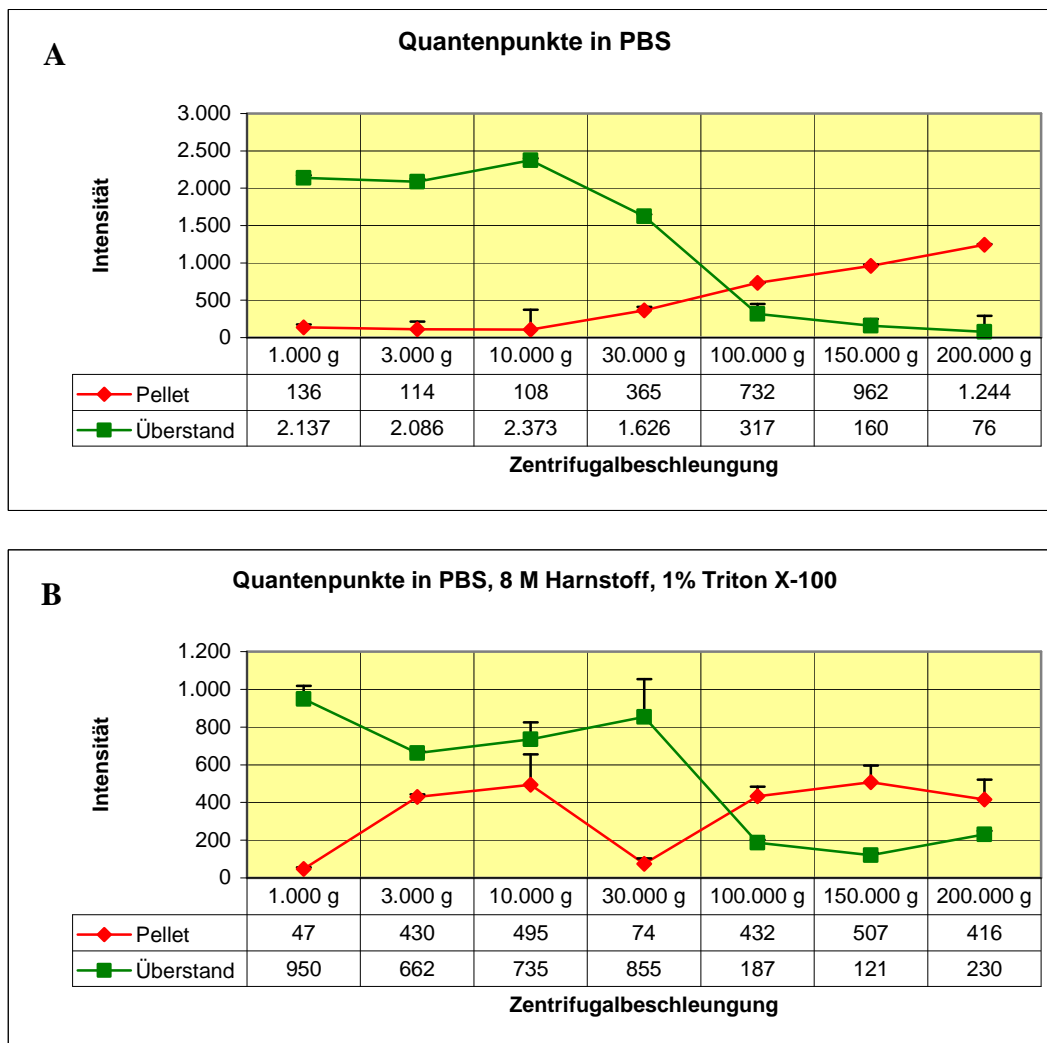 A
Quantenpunkte in PBS
Intensität
3.000
2.500
2.000
1.500
1.000
500
0
1.000 g 3.000 g 10.000 g 30.000 g 100.000 g 150.000 g 200.000 g
Pellet 136 114 108 365 732 962 1.244
Überstand 2.137 2.086 2.373 1.626 317 160 76
Zentrifugalbeschleungung
B
Quantenpunkte in PBS, 8 M Harnstoff, 1% Triton X-100
Intensität
1.200
1.000
800
600
400
200
0
1.000 g 3.000 g 10.000 g 30.000 g 100.000 g 150.000 g 200.000 g
Pellet 47 430 495 74 432 507 416
Überstand 950 662 735 855 187 121 230
Zentrifugalbeschleungung